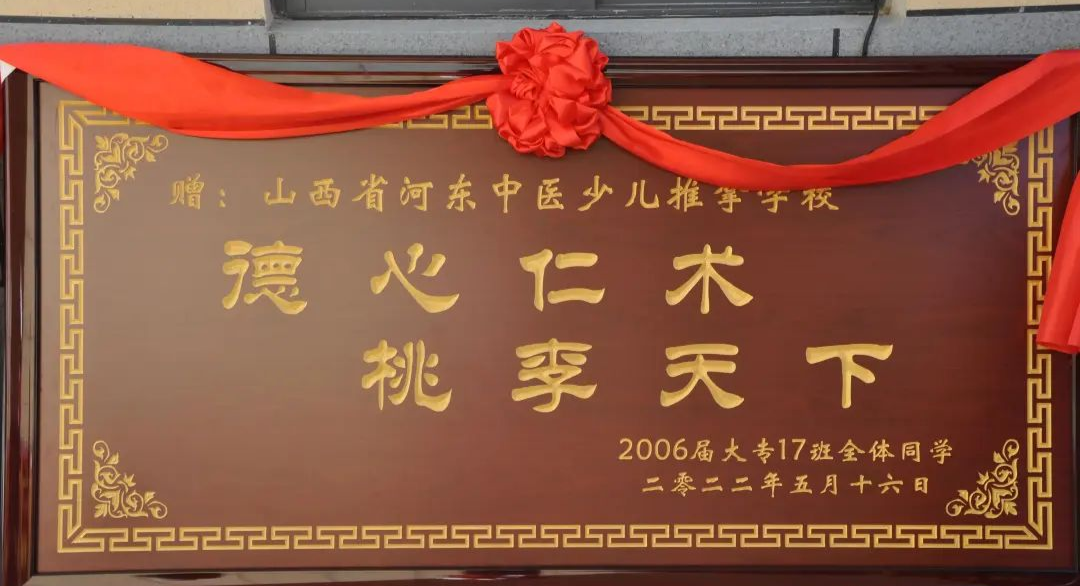 赠：山西省河东中医少儿推拿学校
德心仁术
桃李天下
2006届大专17班全体同学
二零二二年五月十六日